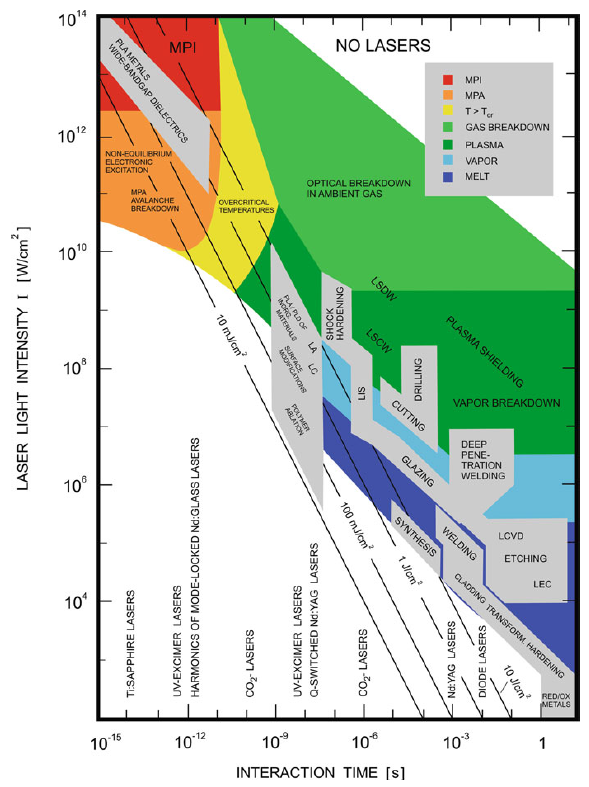 LASER LIGHT INTENSITY I [W/cm²]
10¹⁴
10¹²
10¹⁰
10⁸
10⁶
10⁴
MPI
NO LASERS
PLA METALS
WIDE-BANDGAP DIELECTRICS
MPI
MPA
T > Tcr
GAS BREAKDOWN
PLASMA
VAPOR
MELT
NON-EQUILIBRIUM
ELECTRONIC
EXCITATION
MPA
AVALANCHE
BREAKDOWN
OVERCRITICAL
TEMPERATURES
OPTICAL BREAKDOWN
IN AMBIENT GAS
LSDW
LSCW
PLASMA SHIELDING
VAPOR BREAKDOWN
PLA / PLD OF
INORG.
MATERIALS
LA
LC
SURFACE
MODIFICATIONS
POLYMER
ABLATION
SHOCK
HARDENING
LIS
CUTTING
DRILLING
GLAZING
DEEP
PENE-
TRATION
WELDING
SYNTHESIS
WELDING
CLADDING TRANSFORM. HARDENING
LCVD
ETCHING
LEC
RED/OX
METALS
10 mJ/cm²
100 mJ/cm²
1 J/cm²
10 J/cm²
Ti:SAPPHIRE LASERS
UV-EXCIMER LASERS
HARMONICS OF MODE-LOCKED Nd:GLASS LASERS
CO₂- LASERS
UV-EXCIMER LASERS
Q-SWITCHED Nd:YAG LASERS
CO₂- LASERS
Nd:YAG LASERS
DIODE LASERS
10⁻¹⁵
10⁻¹²
10⁻⁹
10⁻⁶
10⁻³
1
INTERACTION TIME [s]